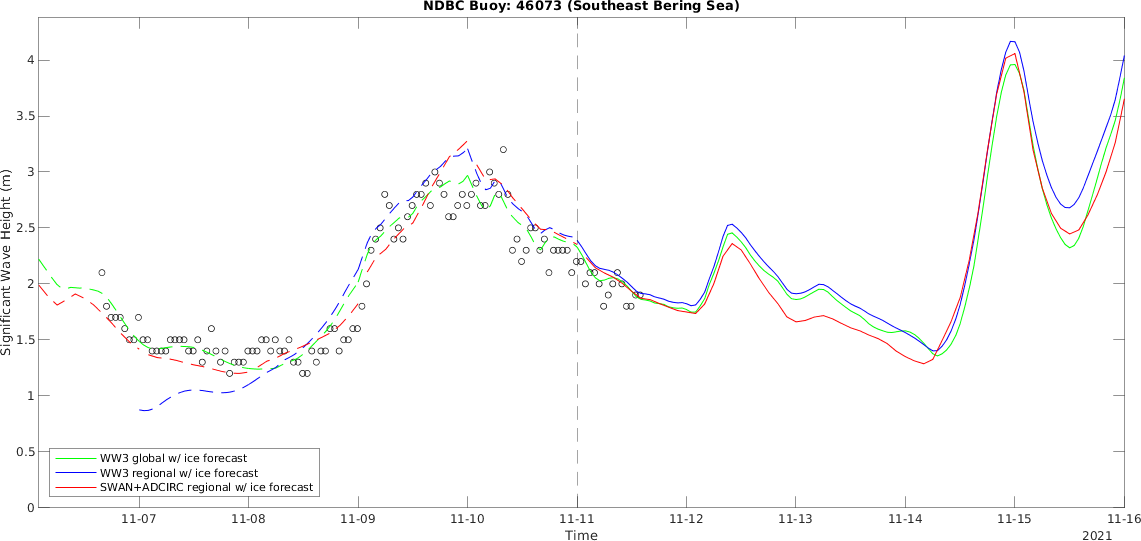 NDBC Buoy: 46073 (Southeast Bering Sea)
Significant Wave Height (m)
4
3.5
3
2.5
2
1.5
1
0.5
0
WW3 global w/ ice forecast
WW3 regional w/ ice forecast
SWAN+ADCIRC regional w/ ice forecast
11-07 11-08 11-09 11-10 11-11 11-12 11-13 11-14 11-15 11-16
Time
2021